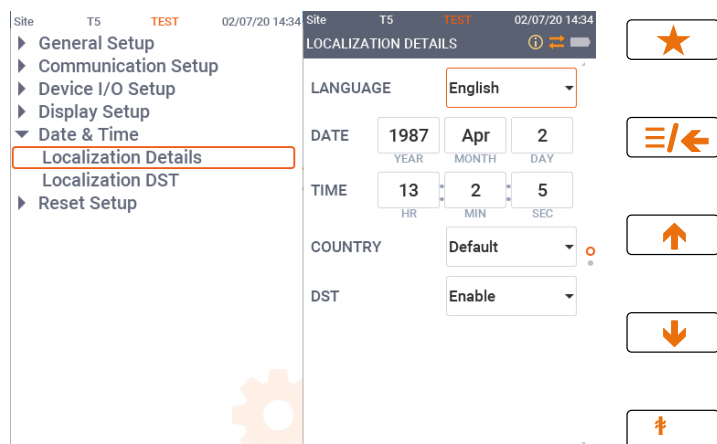 Site T5 TEST 02/07/20 14:34
General Setup
Communication Setup
Device I/O Setup
Display Setup
Date & Time
Localization Details
Localization DST
Reset Setup
Site T5 TEST 02/07/20 14:34
LOCALIZATION DETAILS
LANGUAGE English
DATE 1987 Apr 2
YEAR MONTH DAY
TIME 13 : 2 : 5
HR MIN SEC
COUNTRY Default
DST Enable